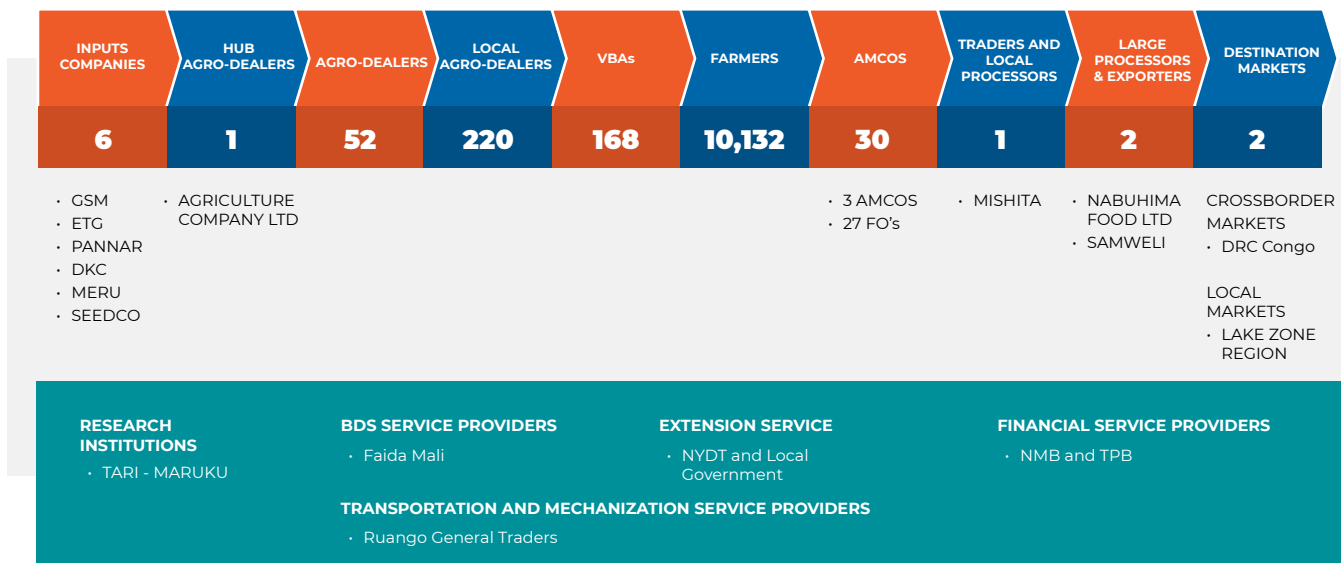 INPUTS
COMPANIES
HUB
AGRO-DEALERS
AGRO-DEALERS
LOCAL
AGRO-DEALERS
VBAs
FARMERS
AMCOS
TRADERS AND
LOCAL
PROCESSORS
LARGE
PROCESSORS
& EXPORTERS
DESTINATION
MARKETS
6
1
52
220
168
10,132
30
1
2
2
• GSM
• ETG
• PANNAR
• DKC
• MERU
• SEEDCO
• AGRICULTURE
COMPANY LTD
• 3 AMCOS
• 27 FO’s
• MISHITA
• NABUHIMA
FOOD LTD
• SAMWELI
CROSSBORDER
MARKETS
• DRC Congo
LOCAL
MARKETS
• LAKE ZONE
REGION
RESEARCH
INSTITUTIONS
• TARI - MARUKU
BDS SERVICE PROVIDERS
• Faida Mali
EXTENSION SERVICE
• NYDT and Local
Government
FINANCIAL SERVICE PROVIDERS
• NMB and TPB
TRANSPORTATION AND MECHANIZATION SERVICE PROVIDERS
• Ruango General Traders